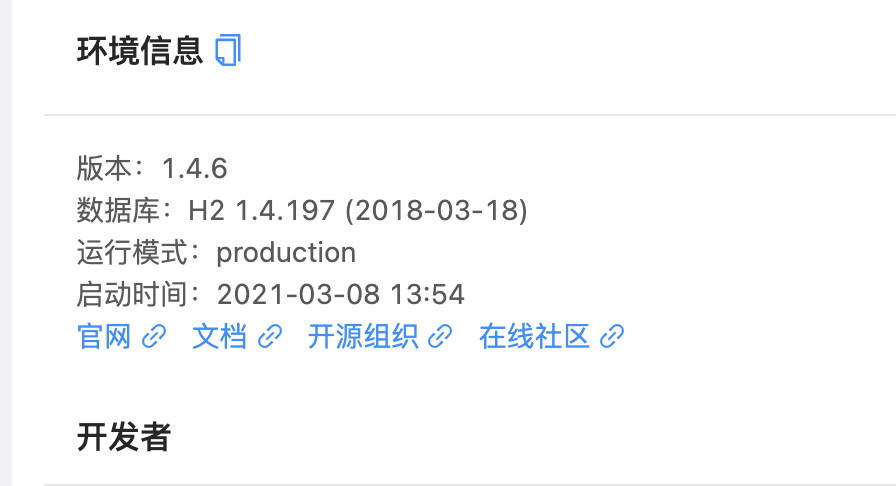 环境信息
版本：1.4.6
数据库：H2 1.4.197 (2018-03-18)
运行模式：production
启动时间：2021-03-08 13:54
官网 文档 开源组织 在线社区
开发者